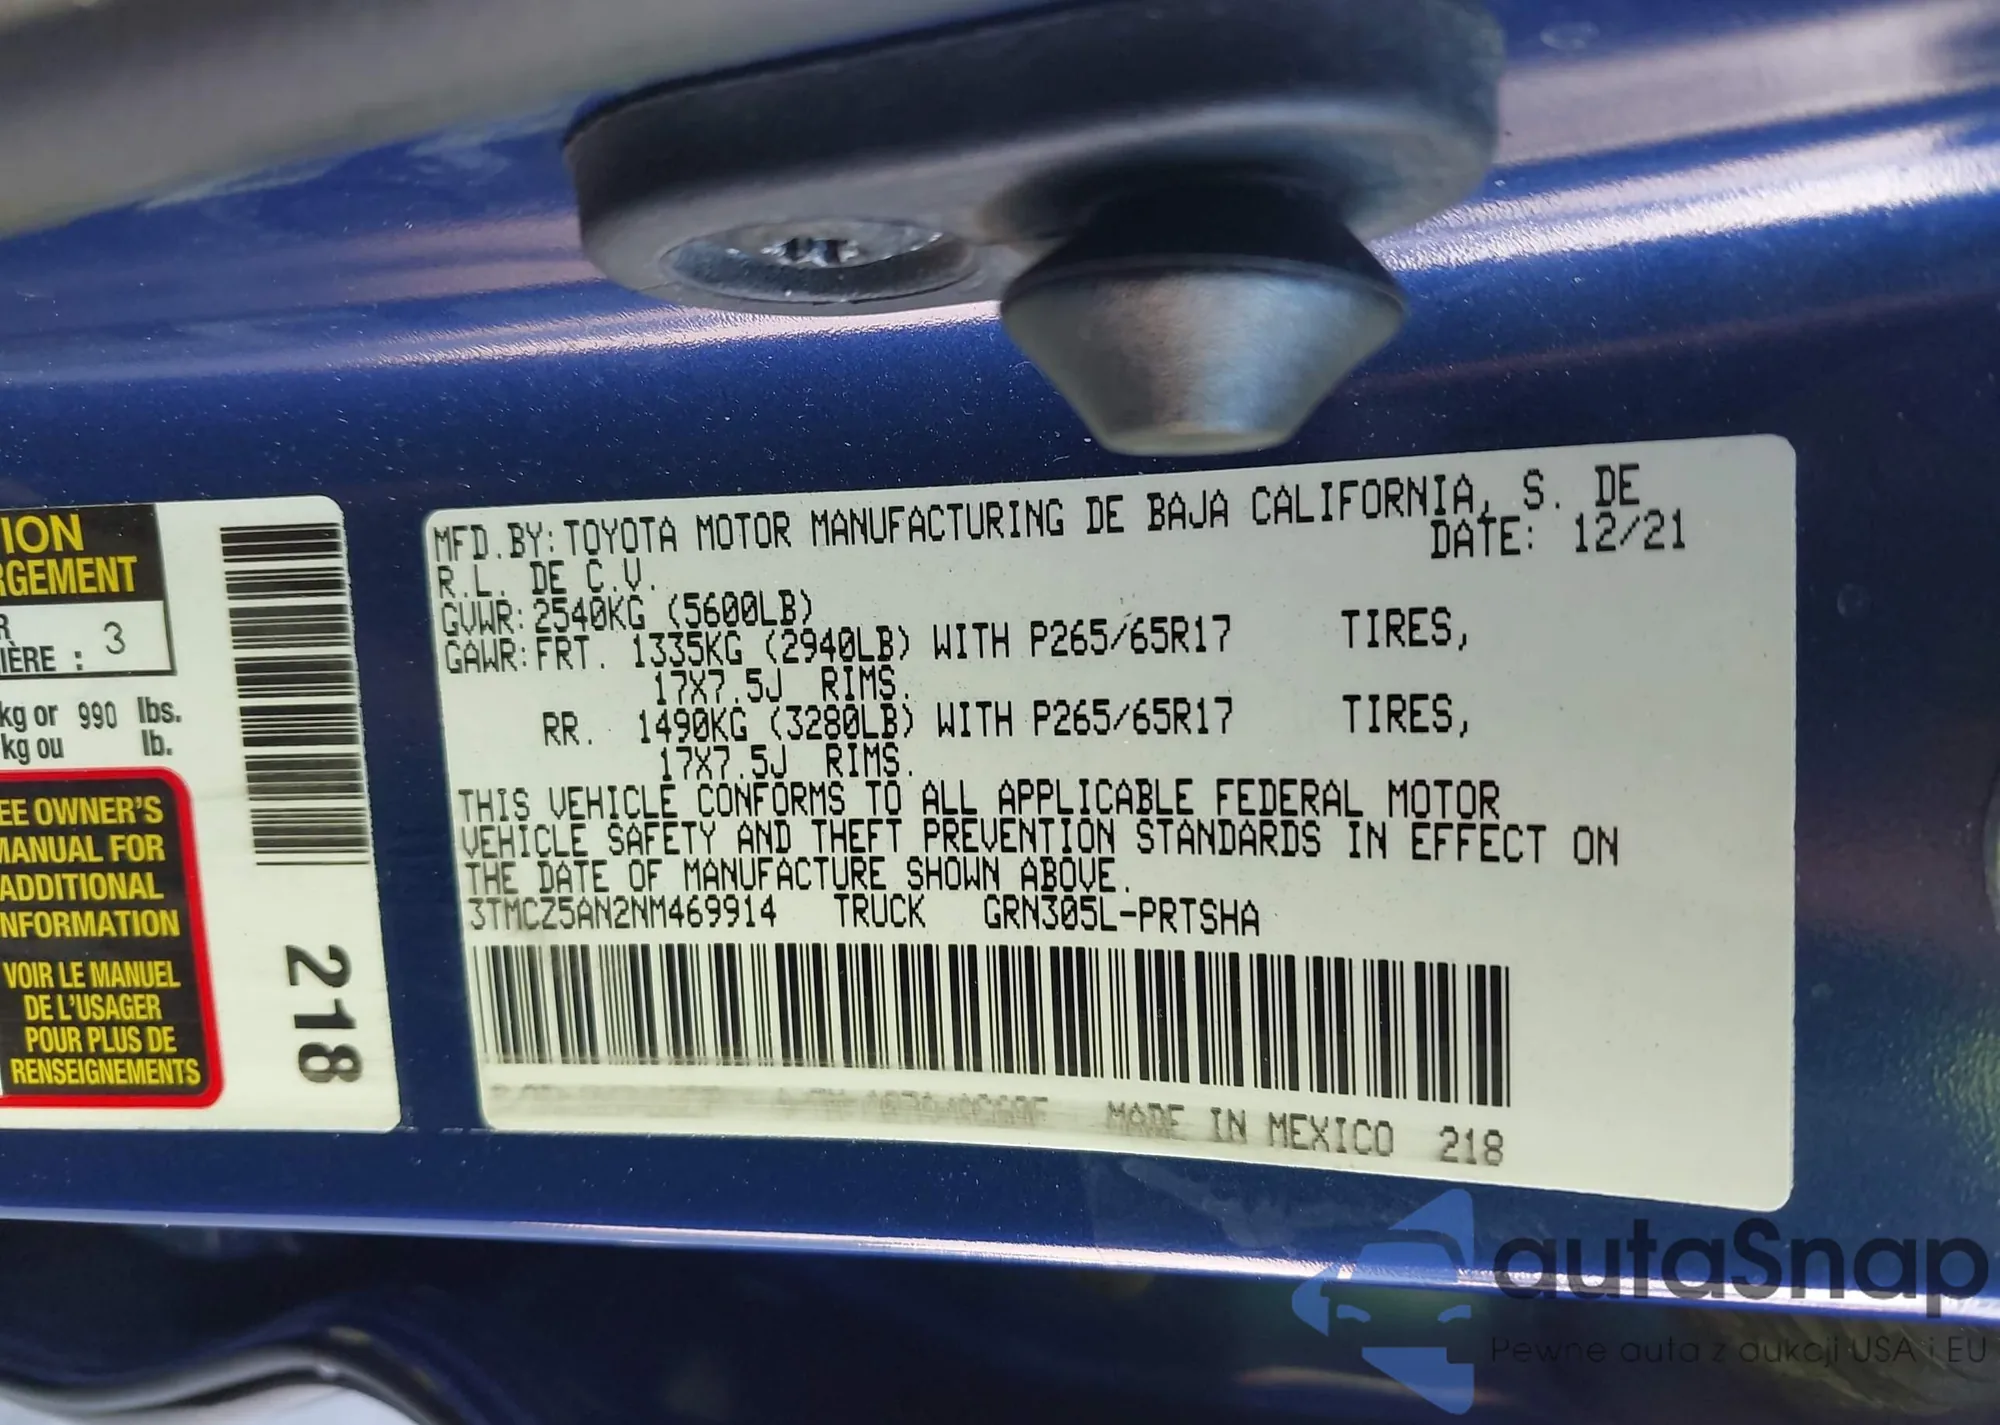 ION
RGEMENT
R
IÈRE : 3
kg or 990 lbs.
kg ou lb.
EE OWNER'S
MANUAL FOR
ADDITIONAL
NFORMATION
VOIR LE MANUEL
DE L'USAGER
POUR PLUS DE
RENSEIGNEMENTS
218
MFD.BY:TOYOTA MOTOR MANUFACTURING DE BAJA CALIFORNIA, S. DE
R.L. DE C.V. DATE: 12/21
GVWR:2540KG (5600LB)
GAWR:FRT. 1335KG (2940LB) WITH P265/65R17 TIRES,
17X7.5J RIMS.
RR. 1490KG (3280LB) WITH P265/65R17 TIRES,
17X7.5J RIMS.
THIS VEHICLE CONFORMS TO ALL APPLICABLE FEDERAL MOTOR
VEHICLE SAFETY AND THEFT PREVENTION STANDARDS IN EFFECT ON
THE DATE OF MANUFACTURE SHOWN ABOVE.
3TMCZ5AN2NM469914 TRUCK GRN305L-PRTSHA
MADE IN MEXICO 218
autaSnap
Pewne auta z aukcji USA i EU